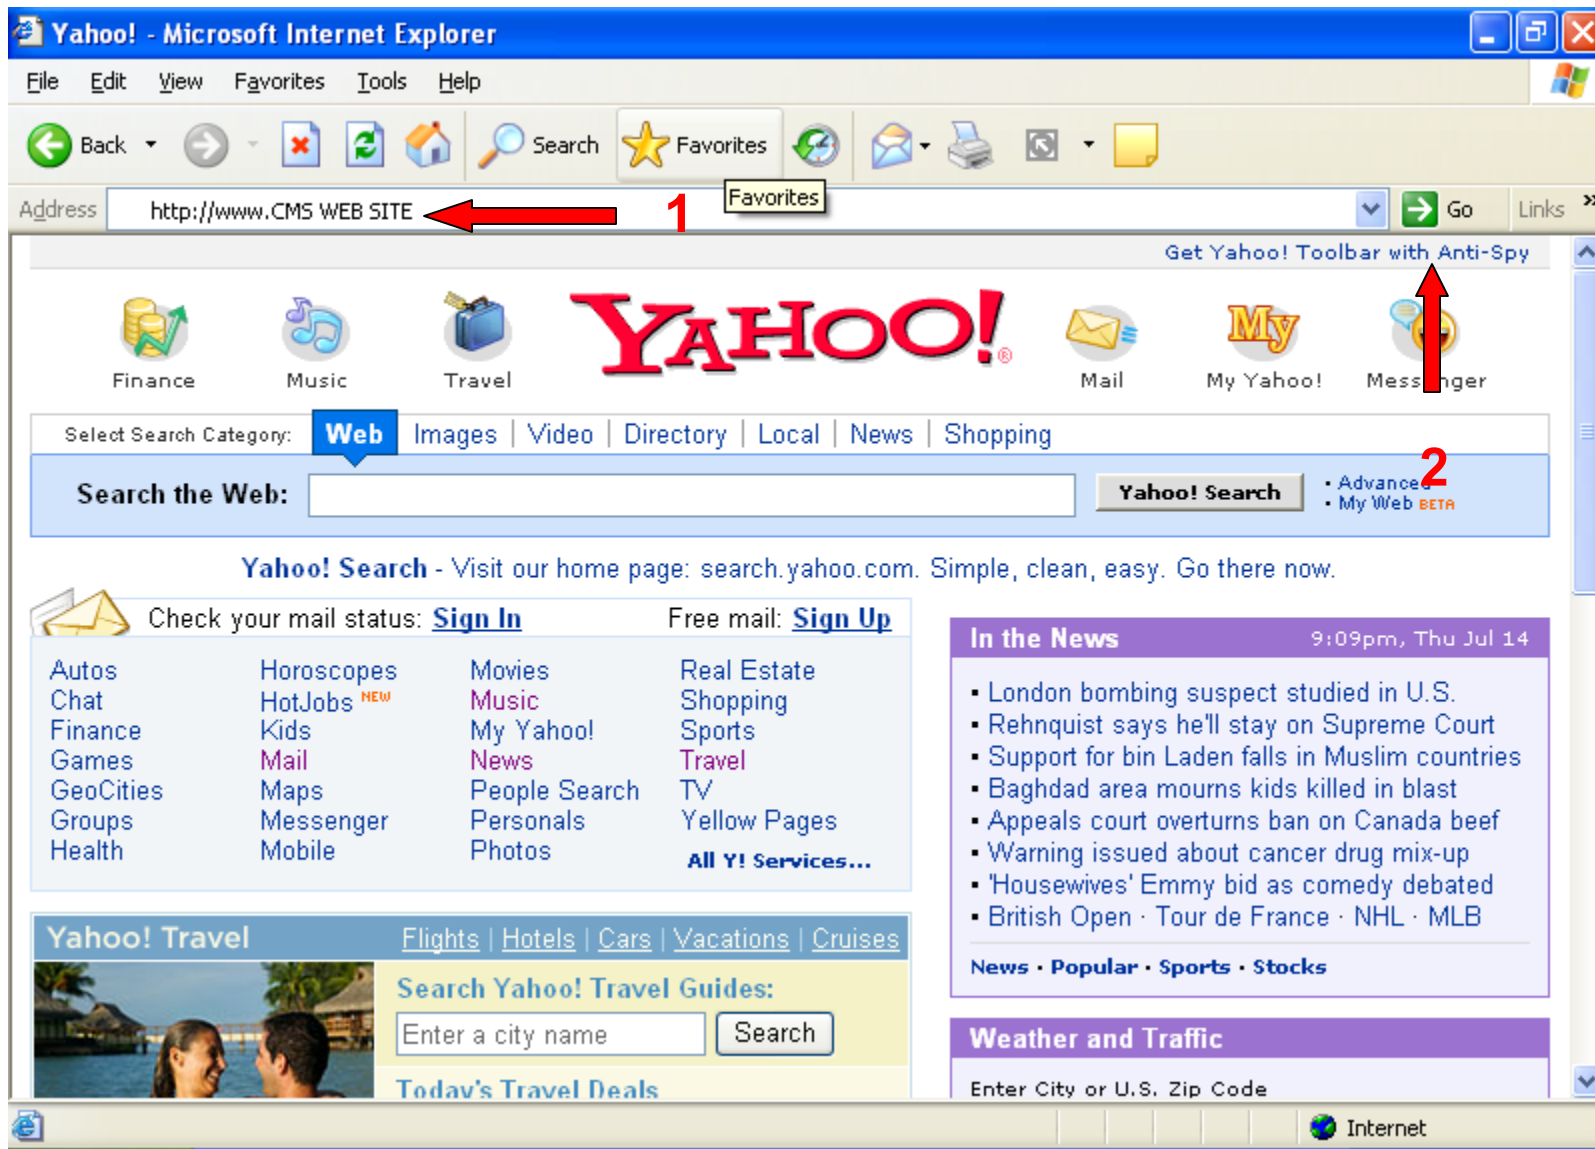 Yahoo! - Microsoft Internet Explorer
File Edit View Favorites Tools Help
Back Search Favorites
Favorites
Address http://www.CMS WEB SITE 1 Go Links »
Get Yahoo! Toolbar with Anti-Spy
Finance Music Travel YAHOO!® Mail My Yahoo! Messenger
My
Select Search Category: Web Images | Video | Directory | Local | News | Shopping
Search the Web: Yahoo! Search • Advanced
• My Web BETA
2
Yahoo! Search - Visit our home page: search.yahoo.com. Simple, clean, easy. Go there now.
Check your mail status: Sign In Free mail: Sign Up
Autos Horoscopes Movies Real Estate
Chat HotJobs NEW Music Shopping
Finance Kids My Yahoo! Sports
Games Mail News Travel
GeoCities Maps People Search TV
Groups Messenger Personals Yellow Pages
Health Mobile Photos All Y! Services...
In the News 9:09pm, Thu Jul 14
• London bombing suspect studied in U.S.
• Rehnquist says he'll stay on Supreme Court
• Support for bin Laden falls in Muslim countries
• Baghdad area mourns kids killed in blast
• Appeals court overturns ban on Canada beef
• Warning issued about cancer drug mix-up
• 'Housewives' Emmy bid as comedy debated
• British Open · Tour de France · NHL · MLB
News · Popular · Sports · Stocks
Yahoo! Travel Flights | Hotels | Cars | Vacations | Cruises
Search Yahoo! Travel Guides:
Enter a city name Search
Today's Travel Deals
Weather and Traffic
Enter City or U.S. Zip Code
Internet